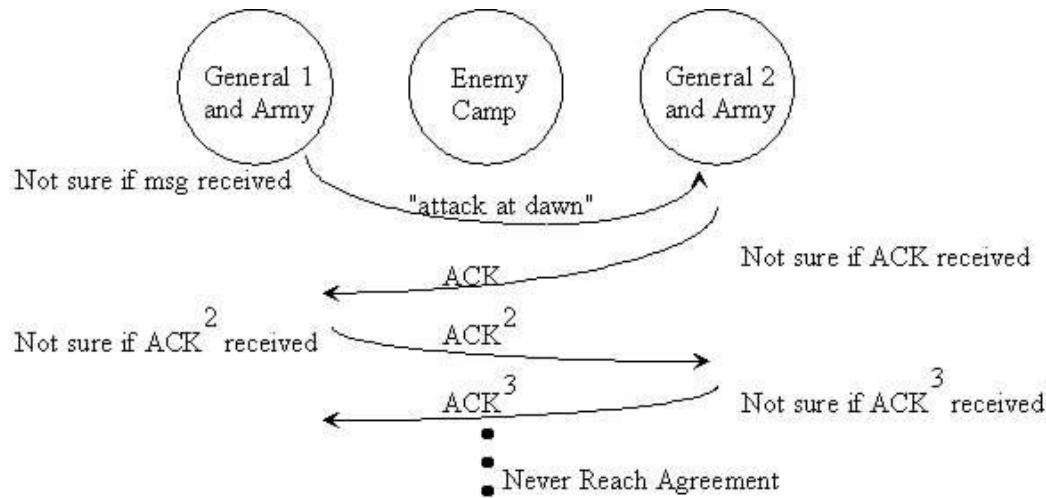 General 1
and Army
Enemy
Camp
General 2
and Army
Not sure if msg received
"attack at dawn"
Not sure if ACK received
ACK
Not sure if ACK² received
ACK²
ACK³
Not sure if ACK³ received
Never Reach Agreement